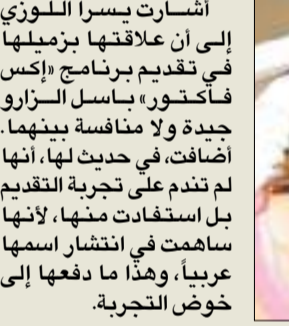 أشارت يسرا اللوزي
إلى أن علاقتها بزميلها
في تقديم برنامج «إكس
فاكتور» باسل الزارو
جيدة ولا منافسة بينهما.
أضافت، في حديث لها، أنها
لم تندم على تجربة التقديم
بل استفادت منها، لأنها
ساهمت في انتشار اسمها
عربياً، وهذا ما دفعها إلى
خوض التجربة.